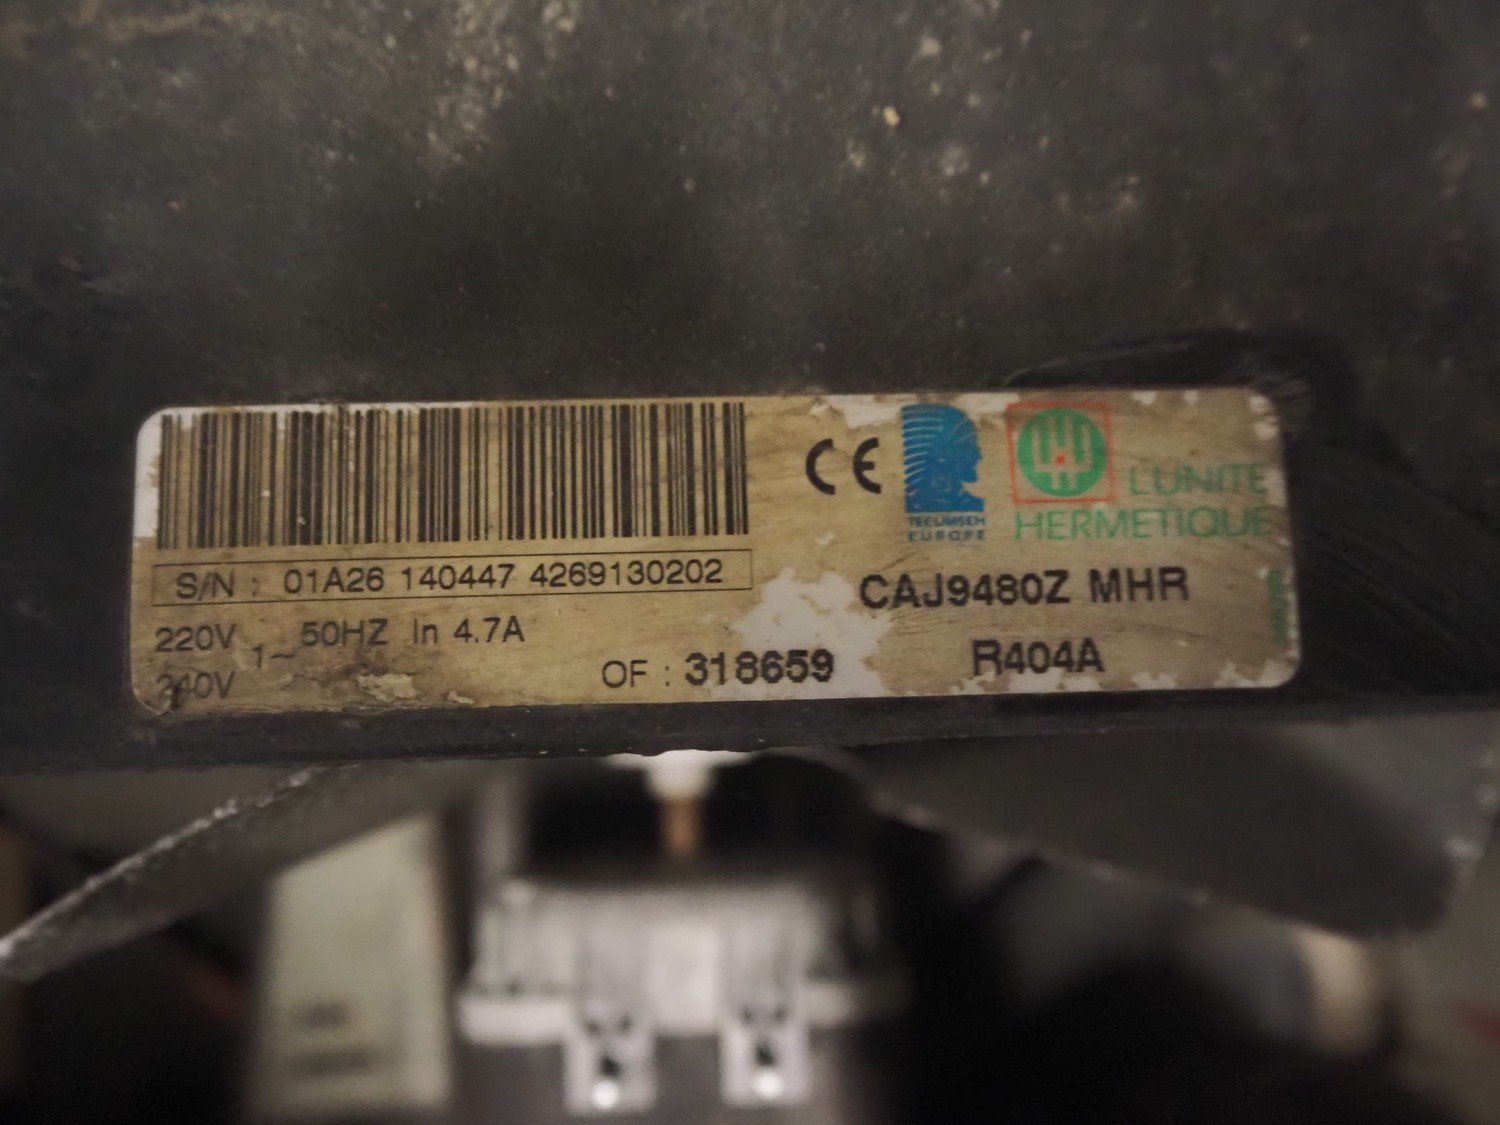 CE
TECUMSEH
EUROPE
L'UNITE
HERMETIQUE
S/N : 01A26 140447 4269130202
CAJ9480Z MHR
220V 1~ 50HZ In 4.7A
240V
OF : 318659
R404A